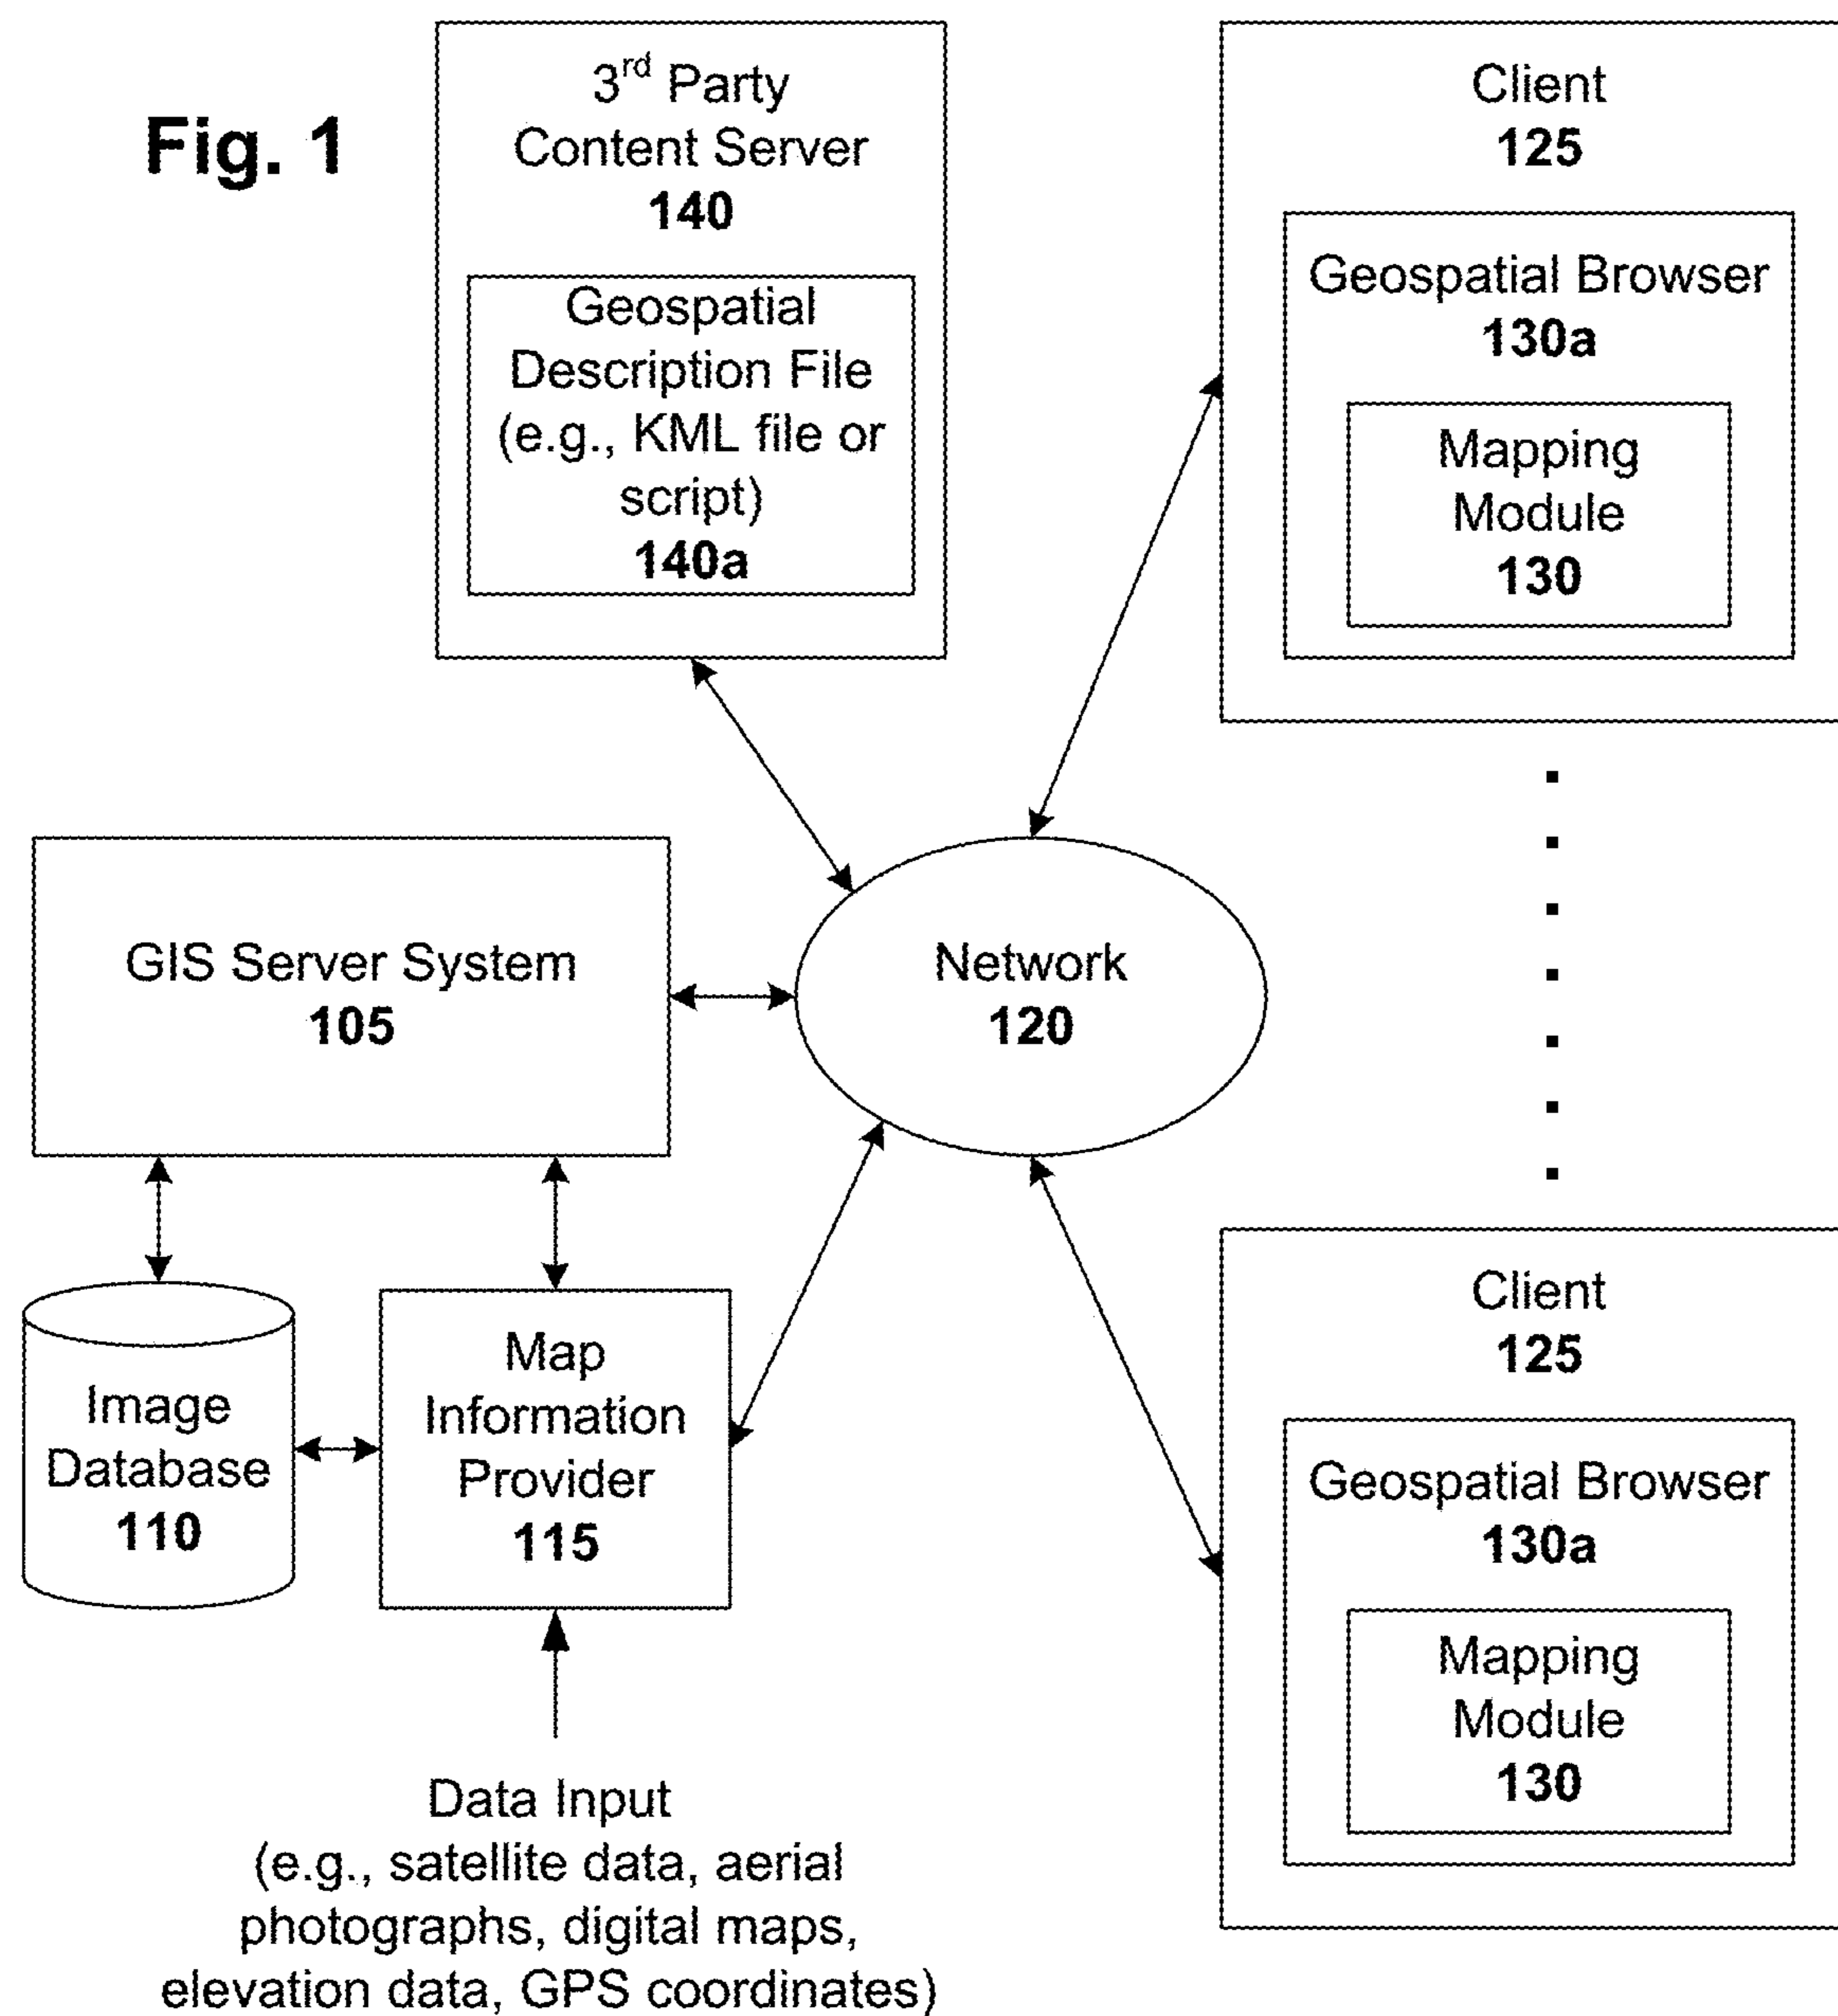 Fig. 1
3rd Party
Content Server
140
Geospatial
Description File
(e.g., KML file or
script)
140a
Client
125
Geospatial Browser
130a
Mapping
Module
130
GIS Server System
105
Network
120
Image
Database
110
Map
Information
Provider
115
Data Input
(e.g., satellite data, aerial
photographs, digital maps,
elevation data, GPS coordinates)
Client
125
Geospatial Browser
130a
Mapping
Module
130